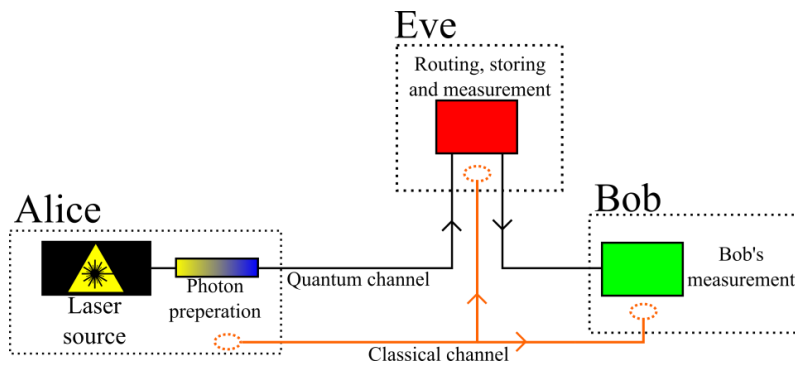 Eve
Routing, storing
and measurement
Alice
Bob
Laser
source
Photon
preperation
Quantum channel
Bob's
measurement
Classical channel